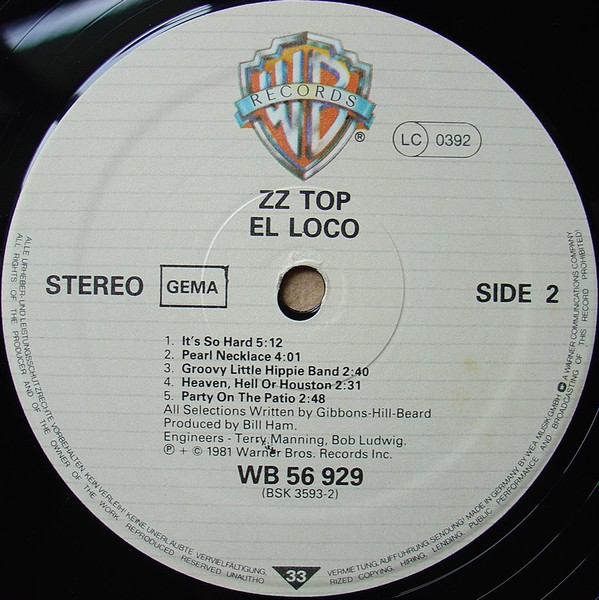 WB
RECORDS
®
LC 0392
ZZ TOP
EL LOCO
STEREO
GEMA
SIDE 2
1. It's So Hard 5:12
2. Pearl Necklace 4:01
3. Groovy Little Hippie Band 2:40
4. Heaven, Hell Or Houston 2:31
5. Party On The Patio 2:48
All Selections Written by Gibbons-Hill-Beard
Produced by Bill Ham.
Engineers - Terry Manning, Bob Ludwig.
℗ + © 1981 Warner Bros. Records Inc.
WB 56 929
(BSK 3593-2)
33
ALLE URHEBER- UND LEISTUNGSSCHUTZRECHTE VORBEHALTEN, KEIN VERLEIH! KEINE UNERLAUBTE VERVIELFÄLTIGUNG,
VERMIETUNG, AUFFÜHRUNG, SENDUNG! MADE IN GERMANY BY WEA MUSIK GMBH A WARNER COMMUNICATIONS COMPANY
ALL RIGHTS OF THE PRODUCER AND OF THE OWNER OF THE WORK REPRODUCED RESERVED UNAUTHO
RIZED COPYING, HIRING, LENDING, PUBLIC PERFORMANCE AND BROADCASTING OF THIS RECORD PROHIBITED!